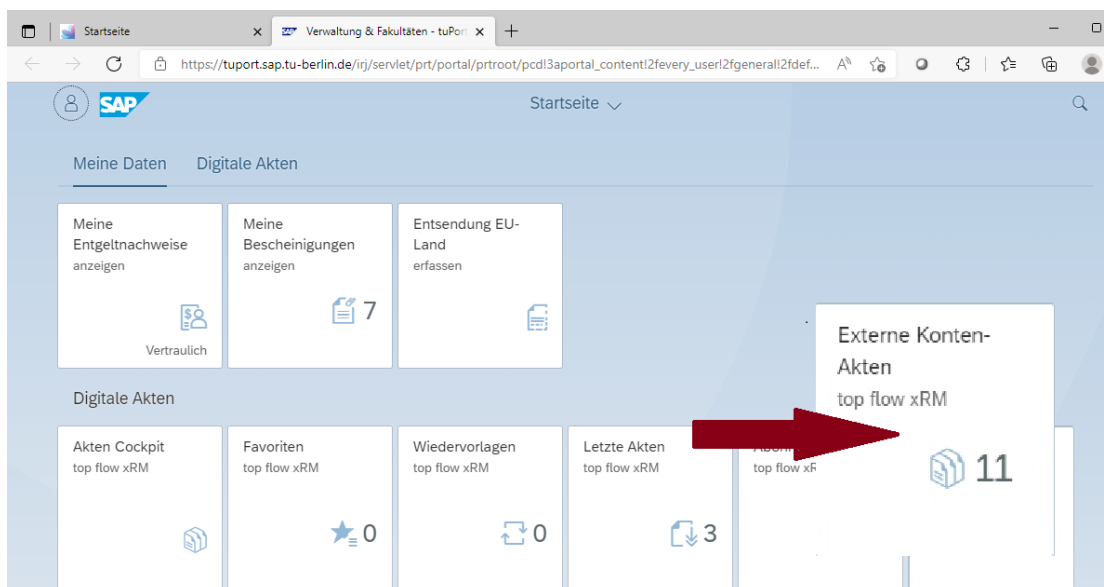 Startseite
Verwaltung & Fakultäten - tuPor
https://tuport.sap.tu-berlin.de/irj/servlet/prt/portal/prtroot/pcd!3aportal_content!2fevery_user!2fgeneral!2fdef...
SAP
Startseite
Meine Daten
Digitale Akten
Meine
Entgeltnachweise
anzeigen
Vertraulich
Meine
Bescheinigungen
anzeigen
7
Entsendung EU-
Land
erfassen
Externe Konten-
Akten
top flow xRM
11
Digitale Akten
Akten Cockpit
top flow xRM
Favoriten
top flow xRM
0
Wiedervorlagen
top flow xRM
0
Letzte Akten
top flow xRM
3
top flow